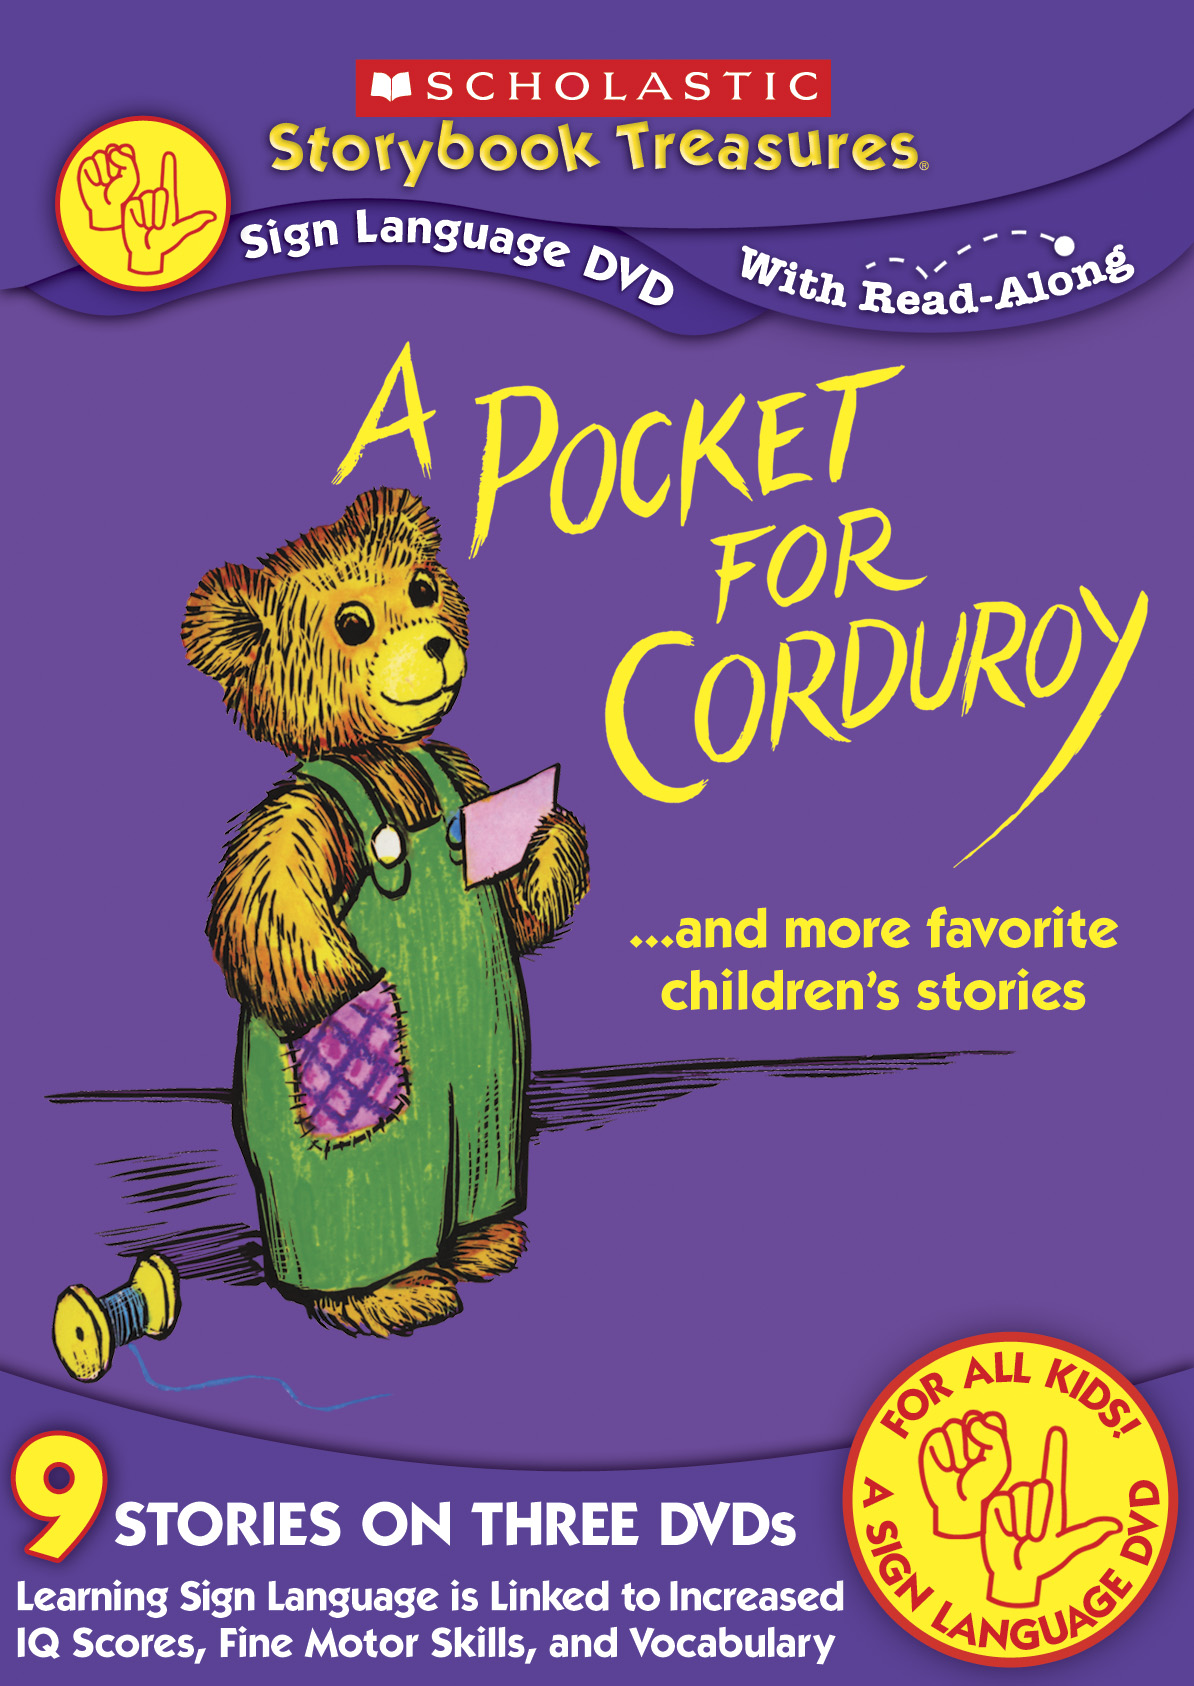 SCHOLASTIC
Storybook Treasures®
Sign Language DVD
With Read-Along
A POCKET
FOR
CORDUROY
...and more favorite
children's stories
9 STORIES ON THREE DVDs
Learning Sign Language is Linked to Increased
IQ Scores, Fine Motor Skills, and Vocabulary
FOR ALL KIDS!
A SIGN LANGUAGE DVD